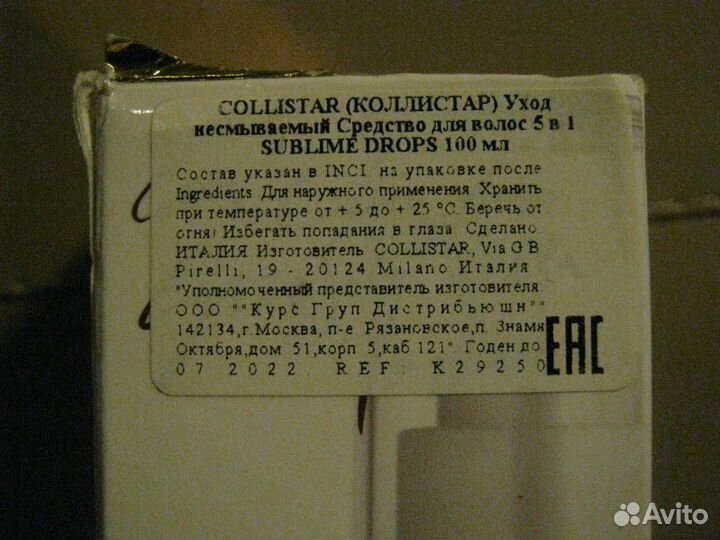 COLLISTAR (КОЛЛИСТАР) Уход
несмываемый Средство для волос 5 в 1
SUBLIME DROPS 100 мл
Состав указан в INCI на упаковке после
Ingredients Для наружного применения Хранить
при температуре от + 5 до + 25 °C. Беречь от
огня! Избегать попадания в глаза Сделано
ИТАЛИЯ Изготовитель COLLISTAR, Via G B
Pirelli, 19 - 20124 Milano Италия
"Уполномоченный представитель изготовителя
ООО ""Курс Груп Дистрибьюшн""
142134,г.Москва, п-е Рязановское,п. Знамя
Октября,дом 51,корп 5,каб 121" Годен до
07 2022. REF: K29250
EAC
Avito